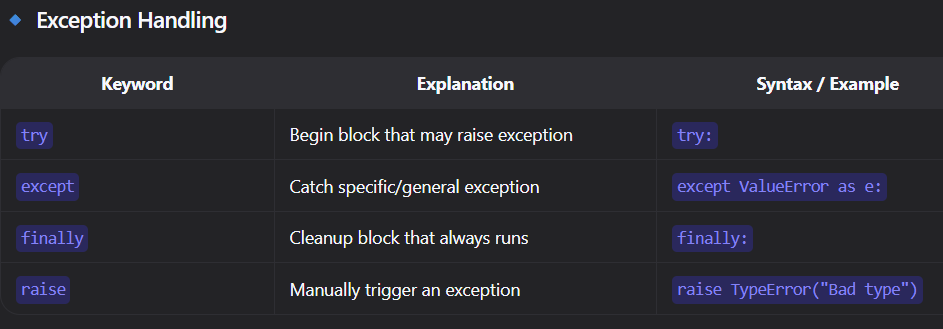 Exception Handling
Keyword Explanation Syntax / Example
try Begin block that may raise exception try:
except Catch specific/general exception except ValueError as e:
finally Cleanup block that always runs finally:
raise Manually trigger an exception raise TypeError("Bad type")